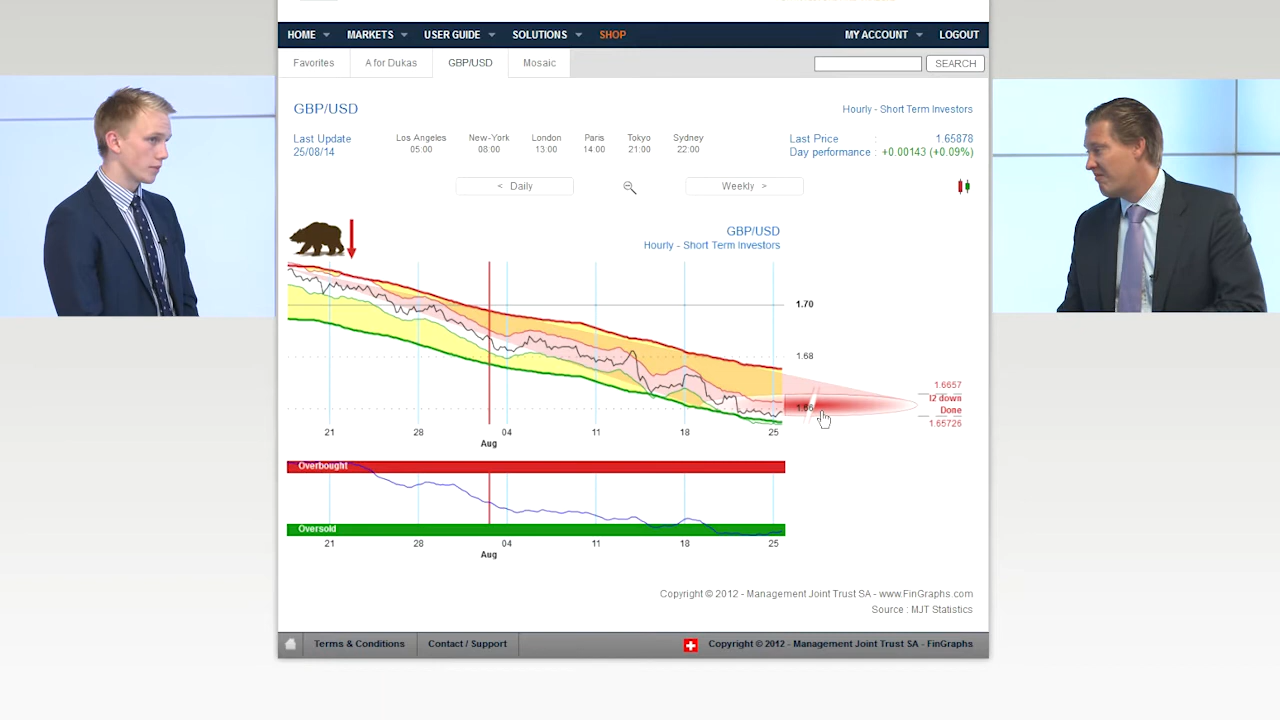 HOME MARKETS USER GUIDE SOLUTIONS SHOP MY ACCOUNT LOGOUT
Favorites A for Dukas GBP/USD Mosaic SEARCH
GBP/USD Hourly - Short Term Investors
Last Update Los Angeles New-York London Paris Tokyo Sydney Last Price : 1.65878
25/08/14 05:00 08:00 13:00 14:00 21:00 22:00 Day performance : +0.00143 (+0.09%)
< Daily Weekly >
GBP/USD
Hourly - Short Term Investors
1.70
1.68
1.6657
I2 down
1.66 Done
1.65726
21 28 04 11 18 25
Aug
Overbought
Oversold
21 28 04 11 18 25
Aug
Copyright © 2012 - Management Joint Trust SA - www.FinGraphs.com
Source : MJT Statistics
Terms & Conditions Contact / Support Copyright © 2012 - Management Joint Trust SA - FinGraphs